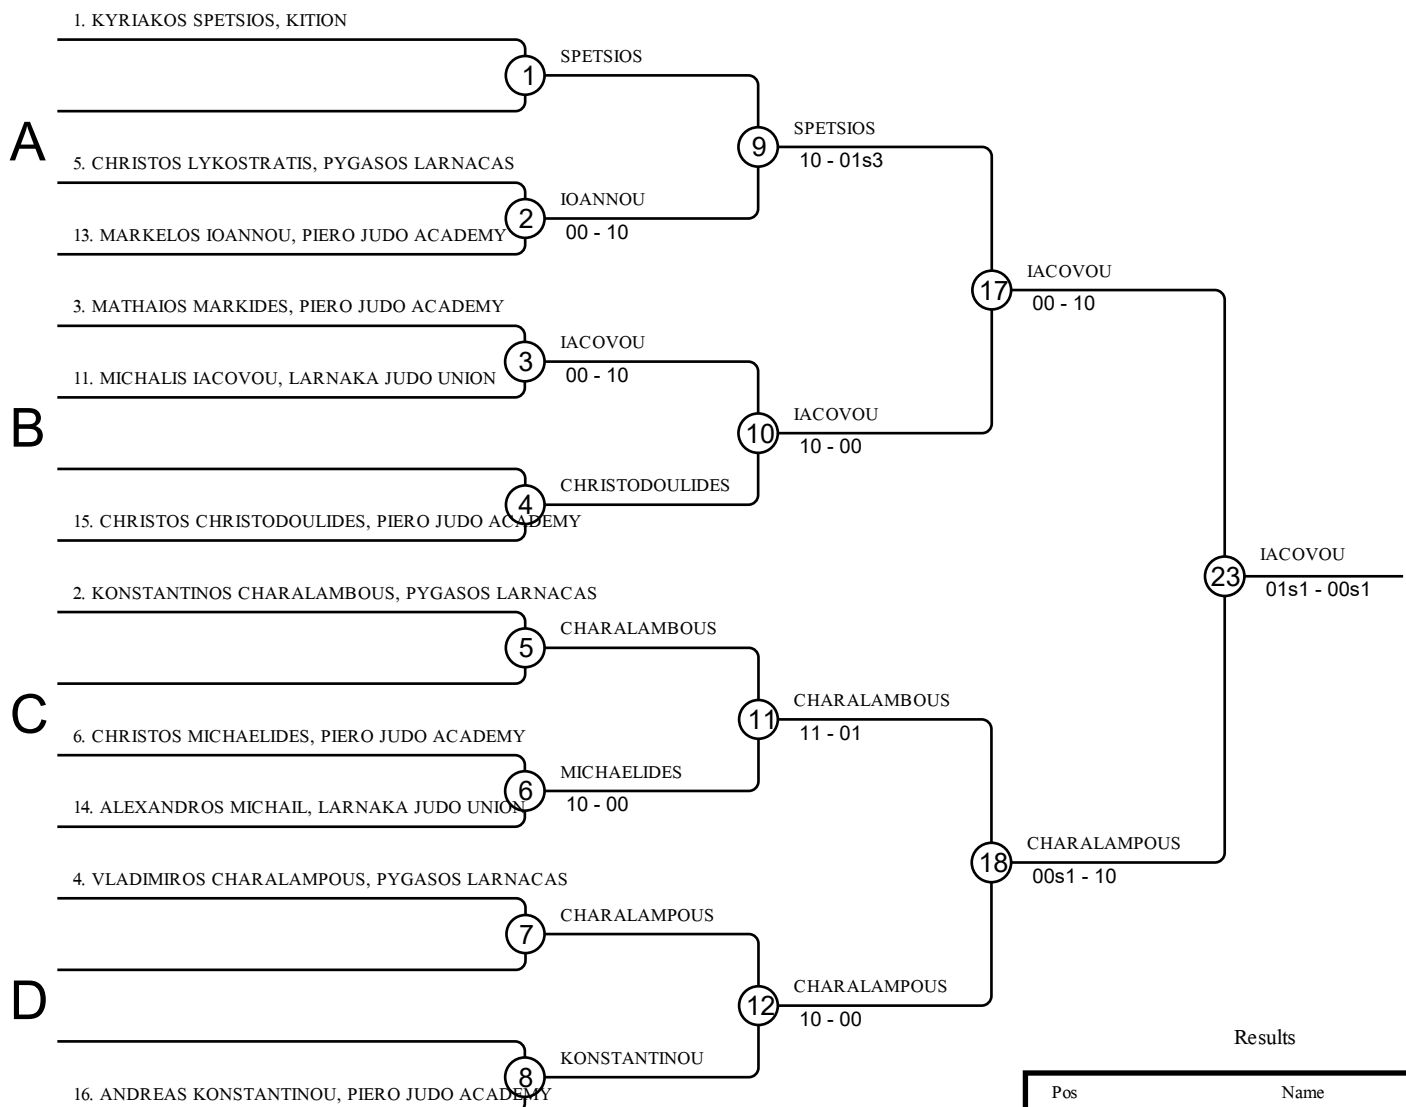 1. KYRIAKOS SPETSIOS, KITION
1
SPETSIOS
A
5. CHRISTOS LYKOSTRATIS, PYGASOS LARNACAS
9
SPETSIOS
10 - 01s3
2
IOANNOU
00 - 10
13. MARKELOS IOANNOU, PIERO JUDO ACADEMY
17
IACOVOU
00 - 10
3. MATHAIOS MARKIDES, PIERO JUDO ACADEMY
3
IACOVOU
00 - 10
11. MICHALIS IACOVOU, LARNAKA JUDO UNION
B
10
IACOVOU
10 - 00
4
CHRISTODOULIDES
15. CHRISTOS CHRISTODOULIDES, PIERO JUDO ACADEMY
23
IACOVOU
01s1 - 00s1
2. KONSTANTINOS CHARALAMBOUS, PYGASOS LARNACAS
5
CHARALAMBOUS
C
11
CHARALAMBOUS
11 - 01
6. CHRISTOS MICHAELIDES, PIERO JUDO ACADEMY
6
MICHAELIDES
10 - 00
14. ALEXANDROS MICHAIL, LARNAKA JUDO UNION
18
CHARALAMPOUS
00s1 - 10
4. VLADIMIROS CHARALAMPOUS, PYGASOS LARNACAS
7
CHARALAMPOUS
D
12
CHARALAMPOUS
10 - 00
8
KONSTANTINOU
16. ANDREAS KONSTANTINOU, PIERO JUDO ACADEMY
Results
Pos Name